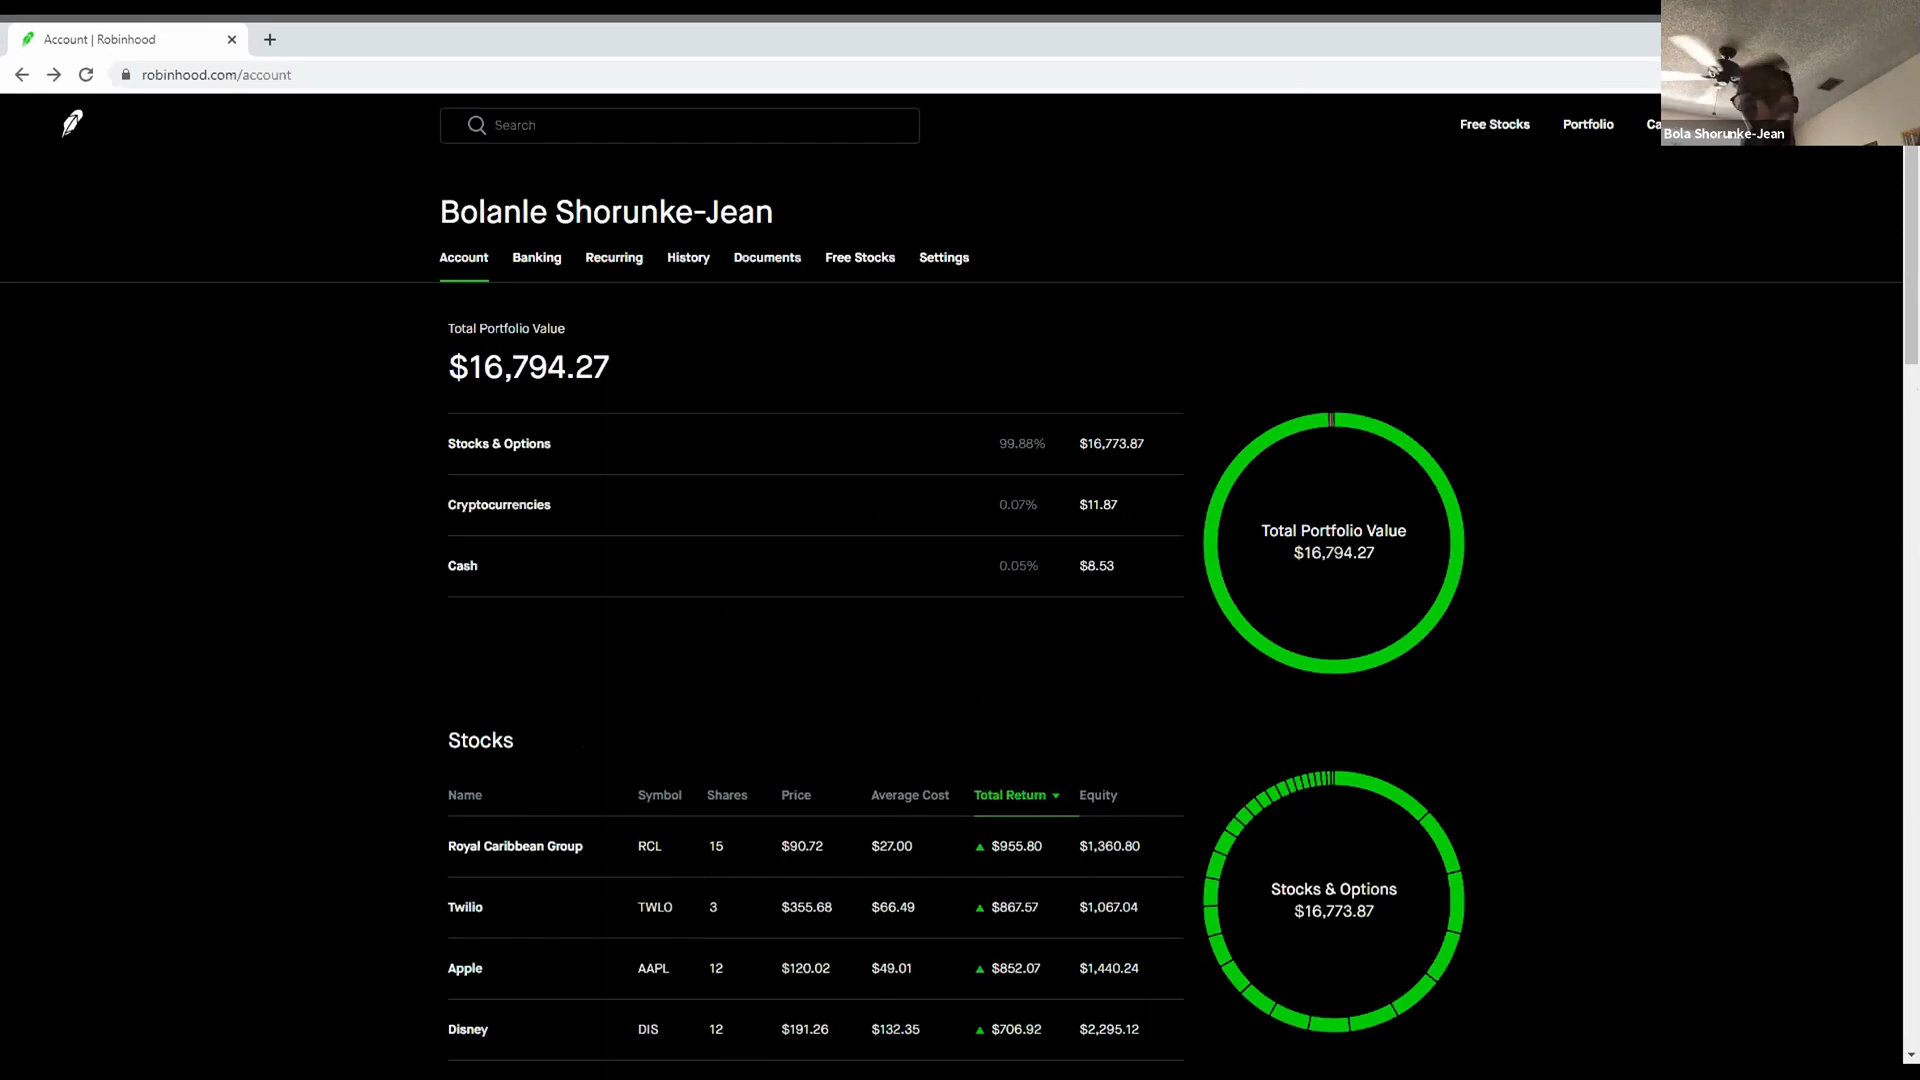 Account | Robinhood
robinhood.com/account
Search
Free Stocks Portfolio Ca
Bola Shorunke-Jean
Bolanle Shorunke-Jean
Account Banking Recurring History Documents Free Stocks Settings
Total Portfolio Value
$16,794.27
Stocks & Options 99.88% $16,773.87
Cryptocurrencies 0.07% $11.87
Cash 0.05% $8.53
Total Portfolio Value
$16,794.27
Stocks
Name Symbol Shares Price Average Cost Total Return Equity
Royal Caribbean Group RCL 15 $90.72 $27.00 $955.80 $1,360.80
Twilio TWLO 3 $355.68 $66.49 $867.57 $1,067.04
Apple AAPL 12 $120.02 $49.01 $852.07 $1,440.24
Disney DIS 12 $191.26 $132.35 $706.92 $2,295.12
Stocks & Options
$16,773.87